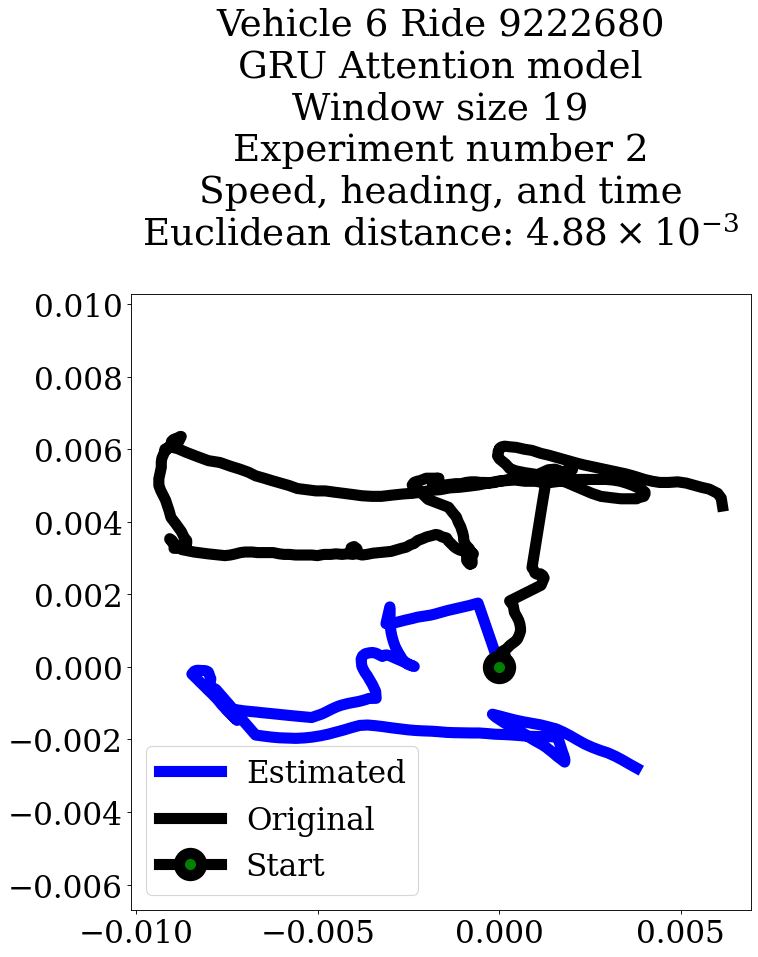 Vehicle 6 Ride 9222680
GRU Attention model
Window size 19
Experiment number 2
Speed, heading, and time
Euclidean distance: 4.88 × 10⁻³
0.010
0.008
0.006
0.004
0.002
0.000
−0.002
−0.004
−0.006
Estimated
Original
Start
−0.010 −0.005 0.000 0.005